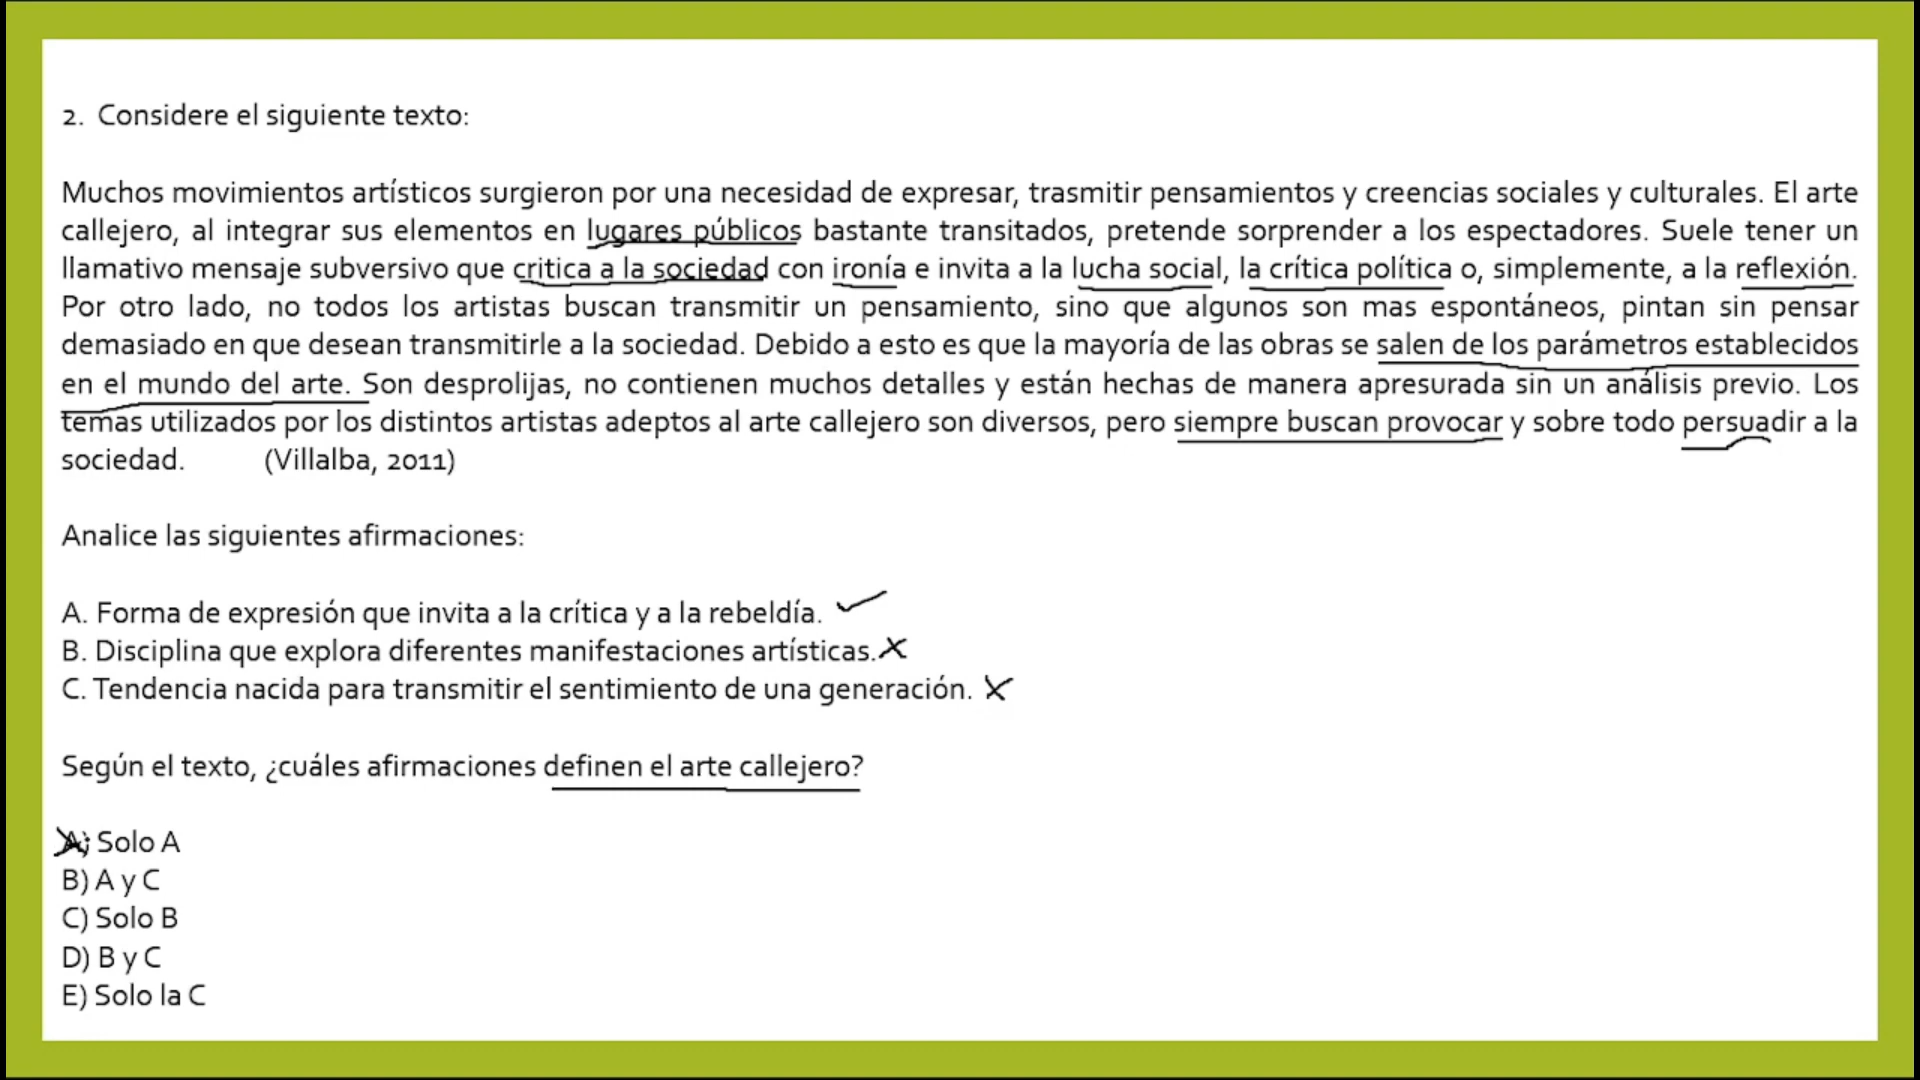 2. Considere el siguiente texto:
Muchos movimientos artísticos surgieron por una necesidad de expresar, trasmitir pensamientos y creencias sociales y culturales. El arte
callejero, al integrar sus elementos en lugares públicos bastante transitados, pretende sorprender a los espectadores. Suele tener un
llamativo mensaje subversivo que critica a la sociedad con ironía e invita a la lucha social, la crítica política o, simplemente, a la reflexión.
Por otro lado, no todos los artistas buscan transmitir un pensamiento, sino que algunos son mas espontáneos, pintan sin pensar
demasiado en que desean transmitirle a la sociedad. Debido a esto es que la mayoría de las obras se salen de los parámetros establecidos
en el mundo del arte. Son desprolijas, no contienen muchos detalles y están hechas de manera apresurada sin un análisis previo. Los
temas utilizados por los distintos artistas adeptos al arte callejero son diversos, pero siempre buscan provocar y sobre todo persuadir a la
sociedad. (Villalba, 2011)
Analice las siguientes afirmaciones:
A. Forma de expresión que invita a la crítica y a la rebeldía.
B. Disciplina que explora diferentes manifestaciones artísticas.
C. Tendencia nacida para transmitir el sentimiento de una generación.
Según el texto, ¿cuáles afirmaciones definen el arte callejero?
A) Solo A
B) A y C
C) Solo B
D) B y C
E) Solo la C